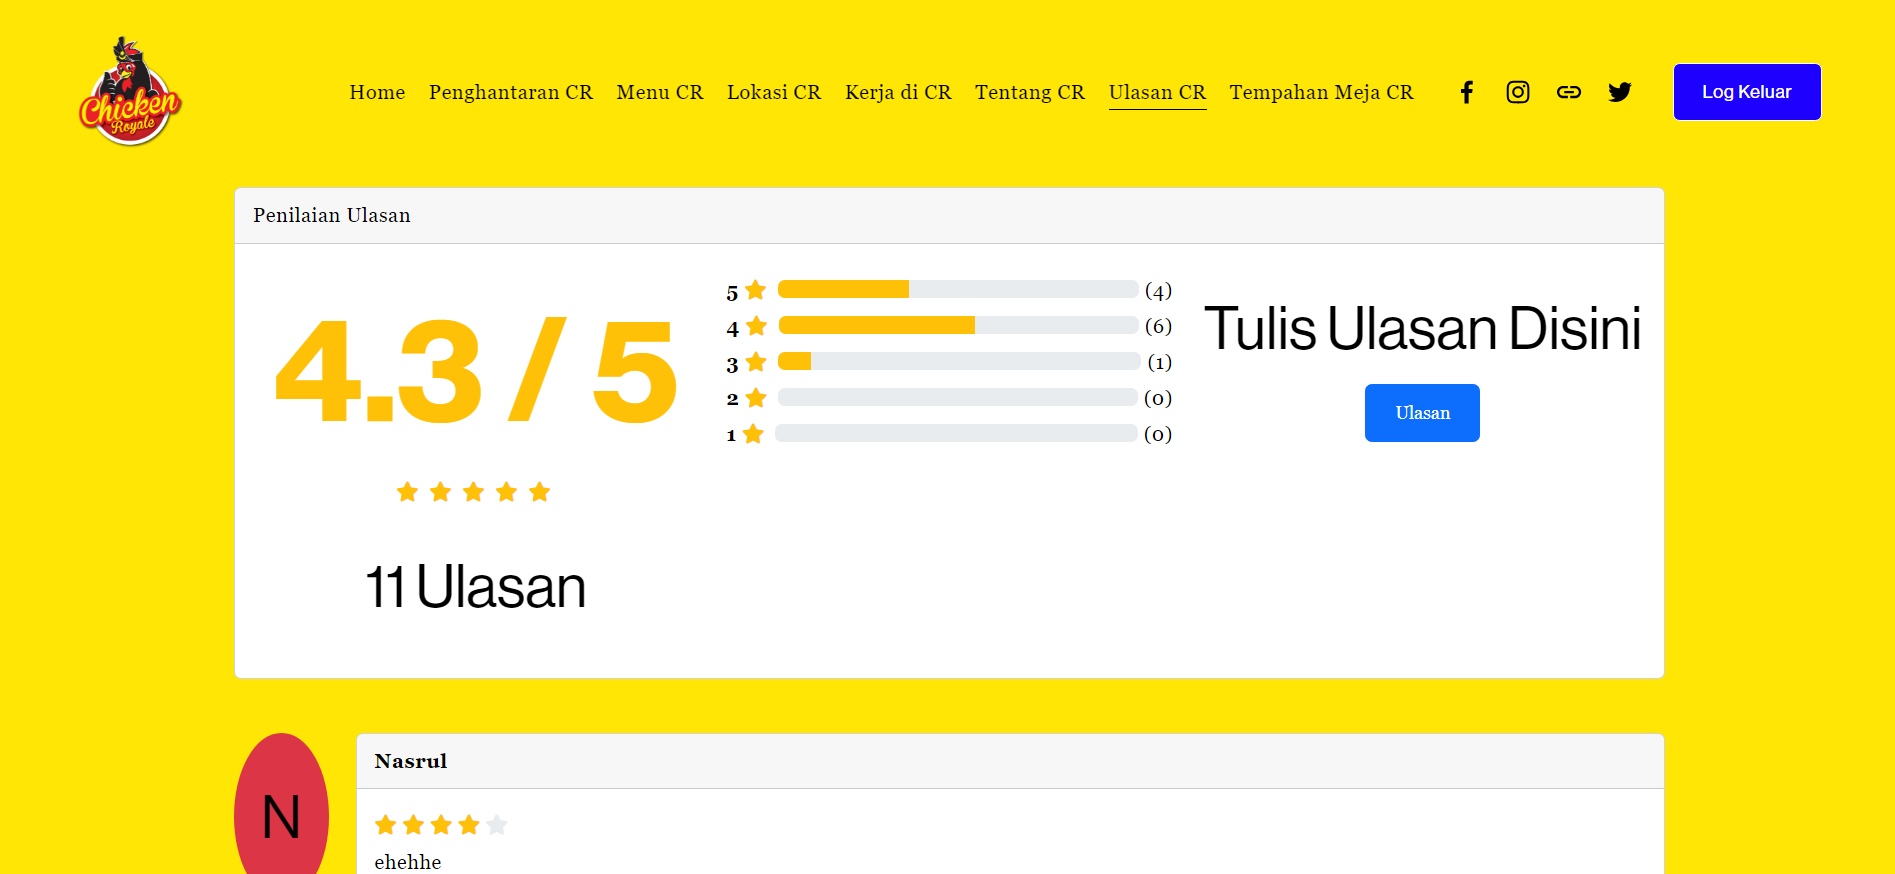 Chicken
Royale
Home Penghantaran CR Menu CR Lokasi CR Kerja di CR Tentang CR Ulasan CR Tempahan Meja CR
Log Keluar
Penilaian Ulasan
4.3 / 5
11 Ulasan
5 (4)
4 (6)
3 (1)
2 (0)
1 (0)
Tulis Ulasan Disini
Ulasan
N
Nasrul
ehehhe